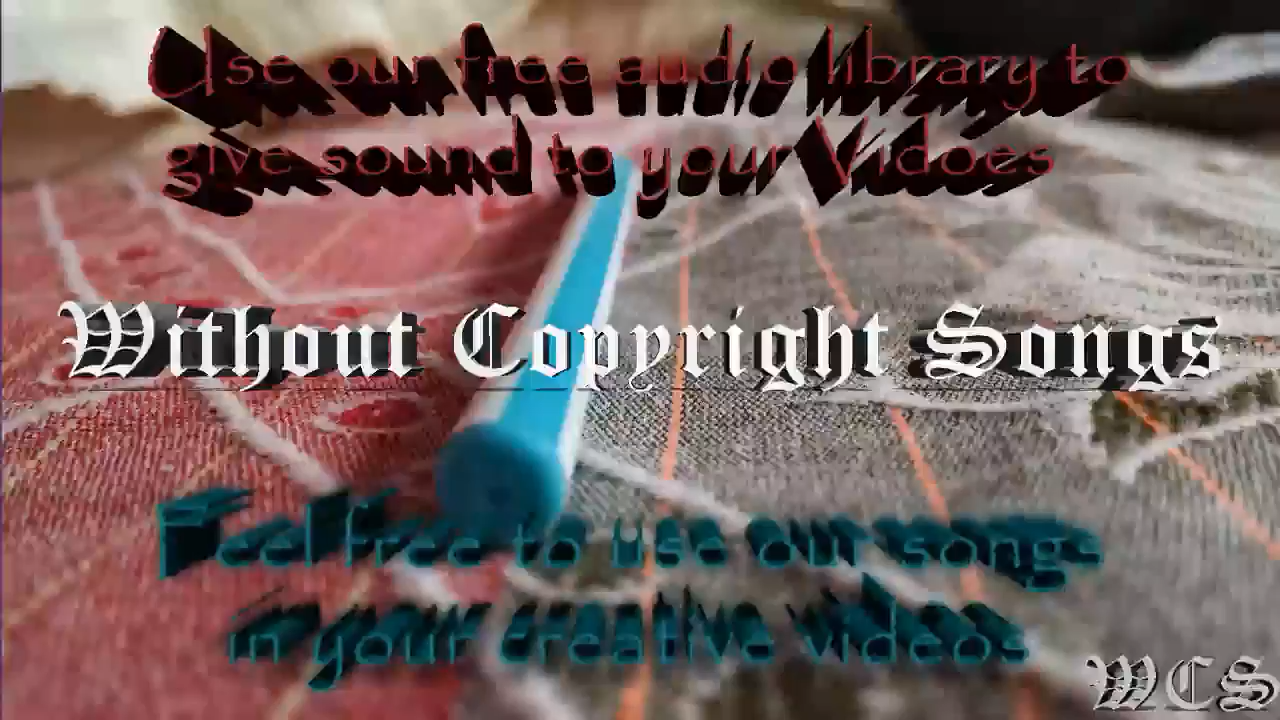 Use our free audio library to
give sound to your Vidoes
Without Copyright Songs
Feel free to use our songs
in your creative videos
WCS